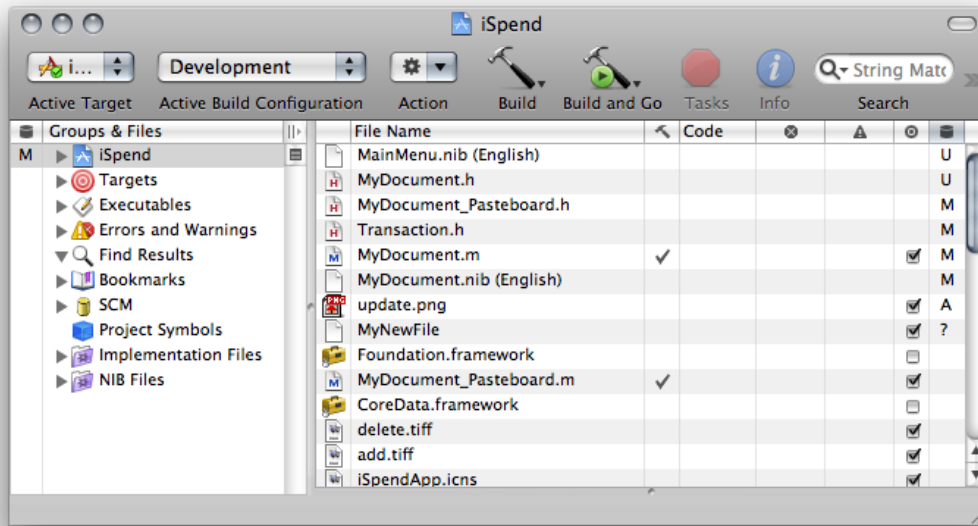 iSpend
i... Development String Matc
Active Target Active Build Configuration Action Build Build and Go Tasks Info Search
Groups & Files File Name Code
M iSpend MainMenu.nib (English) U
Targets MyDocument.h U
Executables MyDocument_Pasteboard.h M
Errors and Warnings Transaction.h M
Find Results MyDocument.m M
Bookmarks MyDocument.nib (English) M
SCM update.png A
Project Symbols MyNewFile ?
Implementation Files Foundation.framework
NIB Files MyDocument_Pasteboard.m
CoreData.framework
delete.tiff
add.tiff
iSpendApp.icns